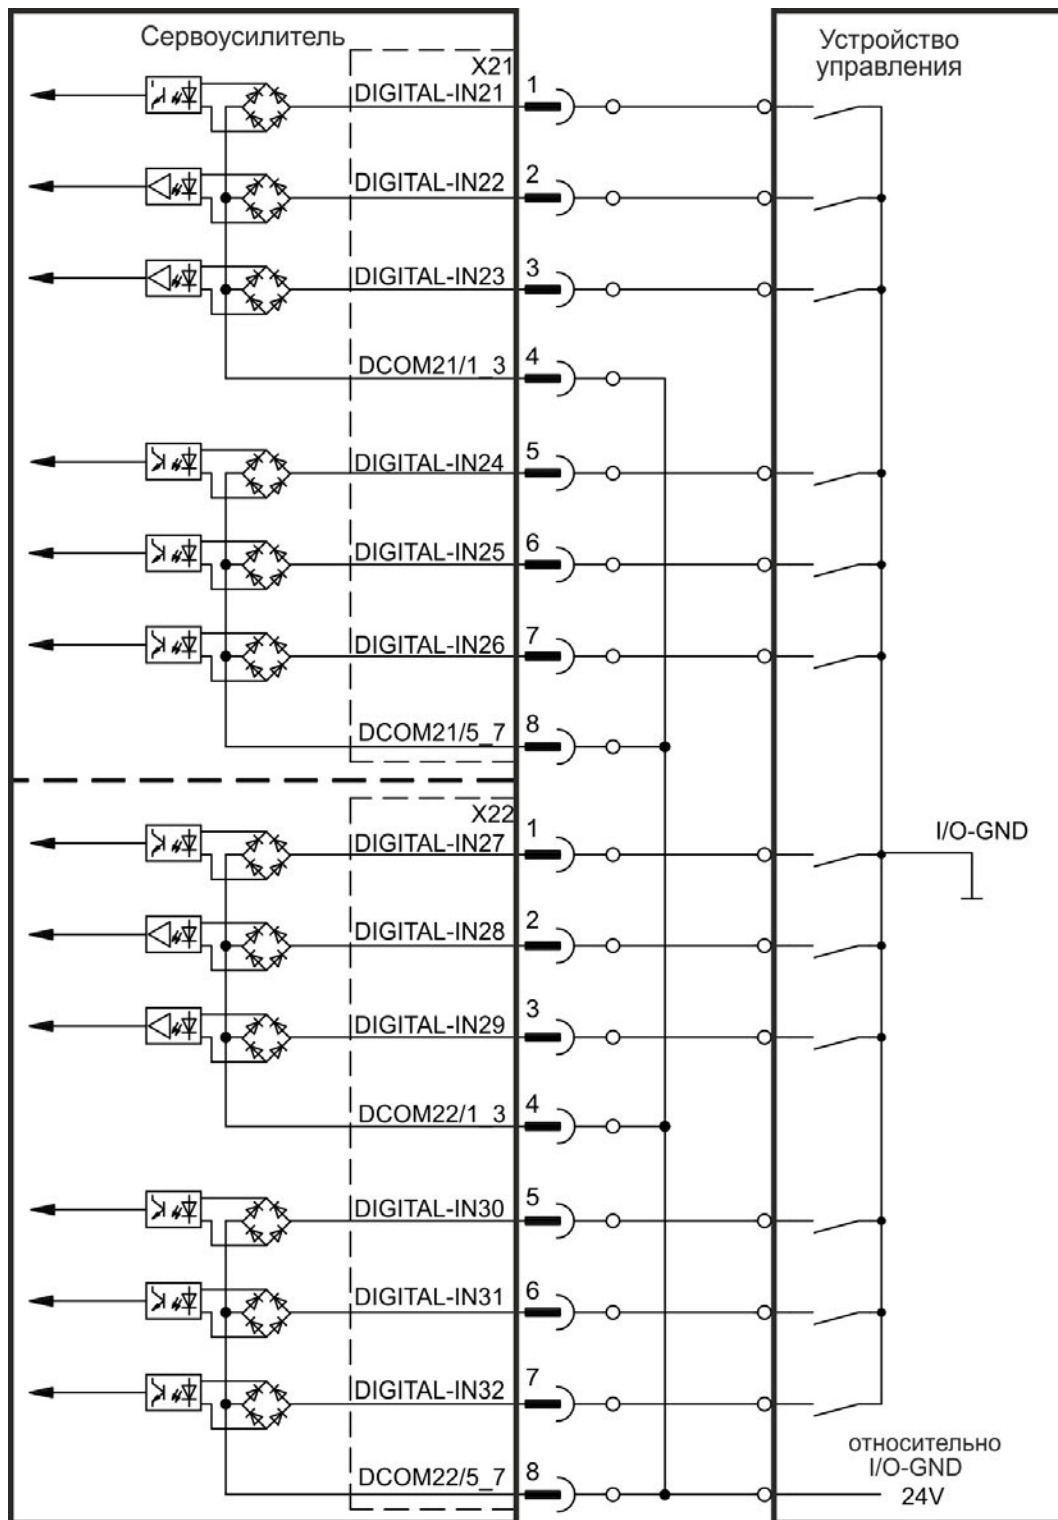 Сервоусилитель
Устройство
управления
X21
DIGITAL-IN21
1
DIGITAL-IN22
2
DIGITAL-IN23
3
DCOM21/1_3
4
DIGITAL-IN24
5
DIGITAL-IN25
6
DIGITAL-IN26
7
DCOM21/5_7
8
X22
DIGITAL-IN27
1
I/O-GND
DIGITAL-IN28
2
DIGITAL-IN29
3
DCOM22/1_3
4
DIGITAL-IN30
5
DIGITAL-IN31
6
DIGITAL-IN32
7
DCOM22/5_7
8
относительно
I/O-GND
24V